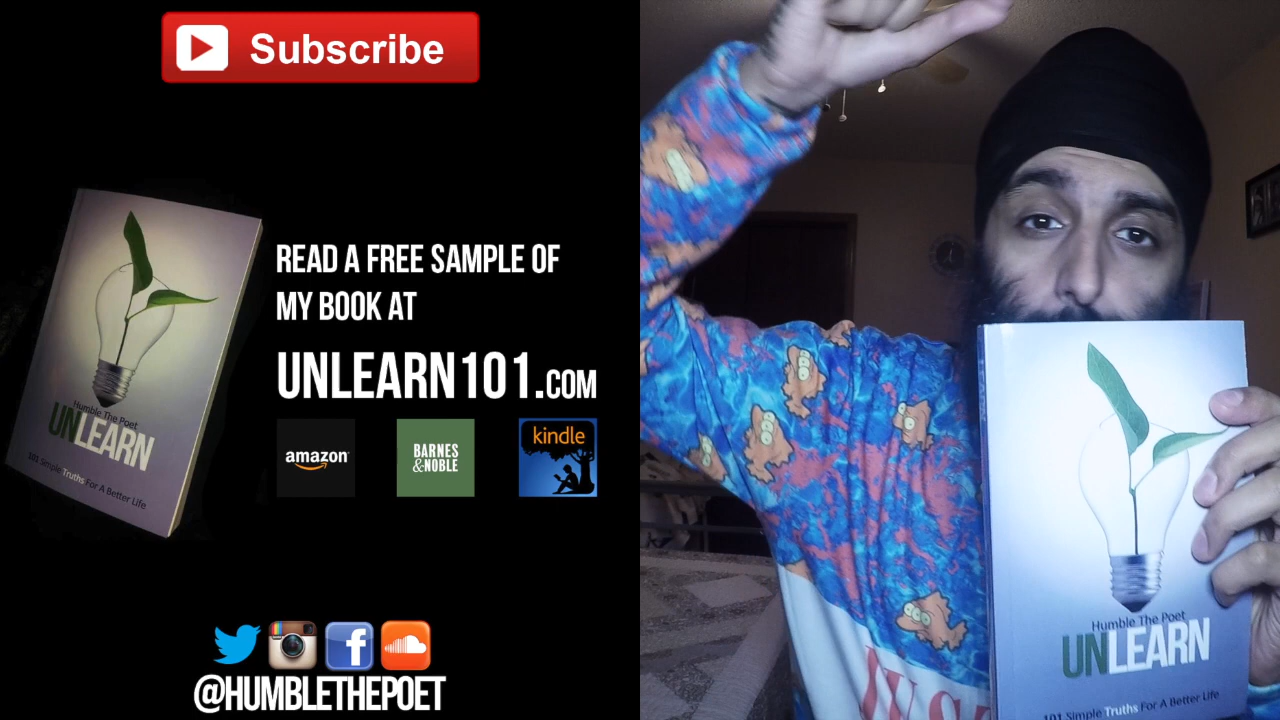 Subscribe
READ A FREE SAMPLE OF
MY BOOK AT
UNLEARN101.COM
amazon
BARNES
&NOBLE
kindle
@HUMBLETHEPOET
Humble The Poet
UNLEARN
101 Simple Truths For A Better Life
Humble The Poet
UNLEARN
101 Simple Truths For A Better Life